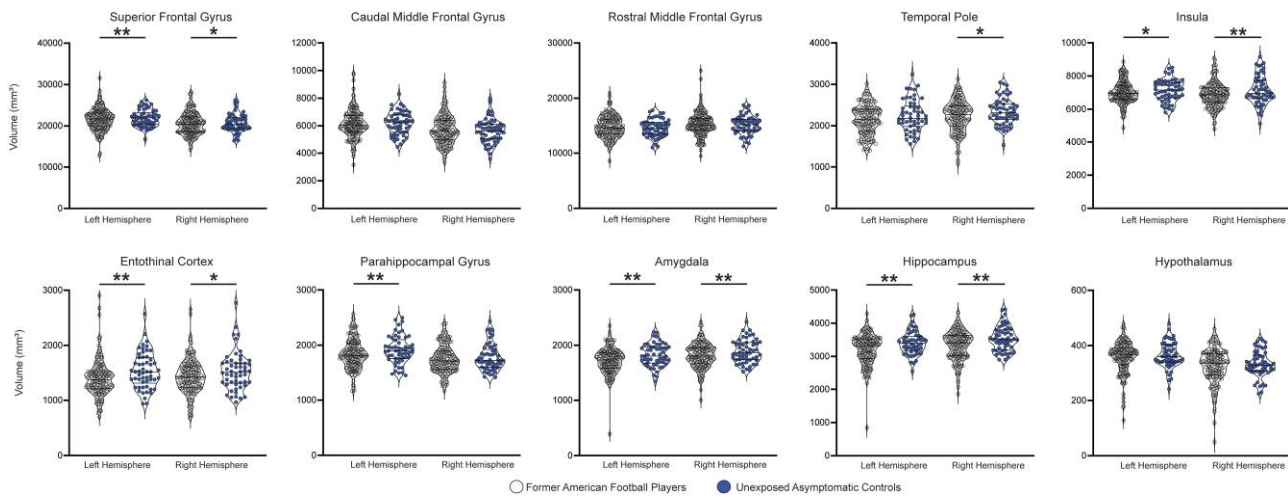 Superior Frontal Gyrus
Caudal Middle Frontal Gyrus
Rostral Middle Frontal Gyrus
Temporal Pole
Insula
Volume (mm³)
40000
30000
20000
10000
0
**
*
Left Hemisphere
Right Hemisphere
12000
10000
8000
6000
4000
2000
0
Left Hemisphere
Right Hemisphere
30000
20000
10000
0
Left Hemisphere
Right Hemisphere
4000
3000
2000
1000
0
*
Left Hemisphere
Right Hemisphere
10000
8000
6000
4000
2000
0
*
**
Left Hemisphere
Right Hemisphere
Entothinal Cortex
Parahippocampal Gyrus
Amygdala
Hippocampus
Hypothalamus
Volume (mm³)
3000
2000
1000
0
**
*
Left Hemisphere
Right Hemisphere
3000
2000
1000
0
**
Left Hemisphere
Right Hemisphere
3000
2000
1000
0
**
**
Left Hemisphere
Right Hemisphere
5000
4000
3000
2000
1000
0
**
**
Left Hemisphere
Right Hemisphere
600
400
200
0
Left Hemisphere
Right Hemisphere
Former American Football Players
Unexposed Asymptomatic Controls